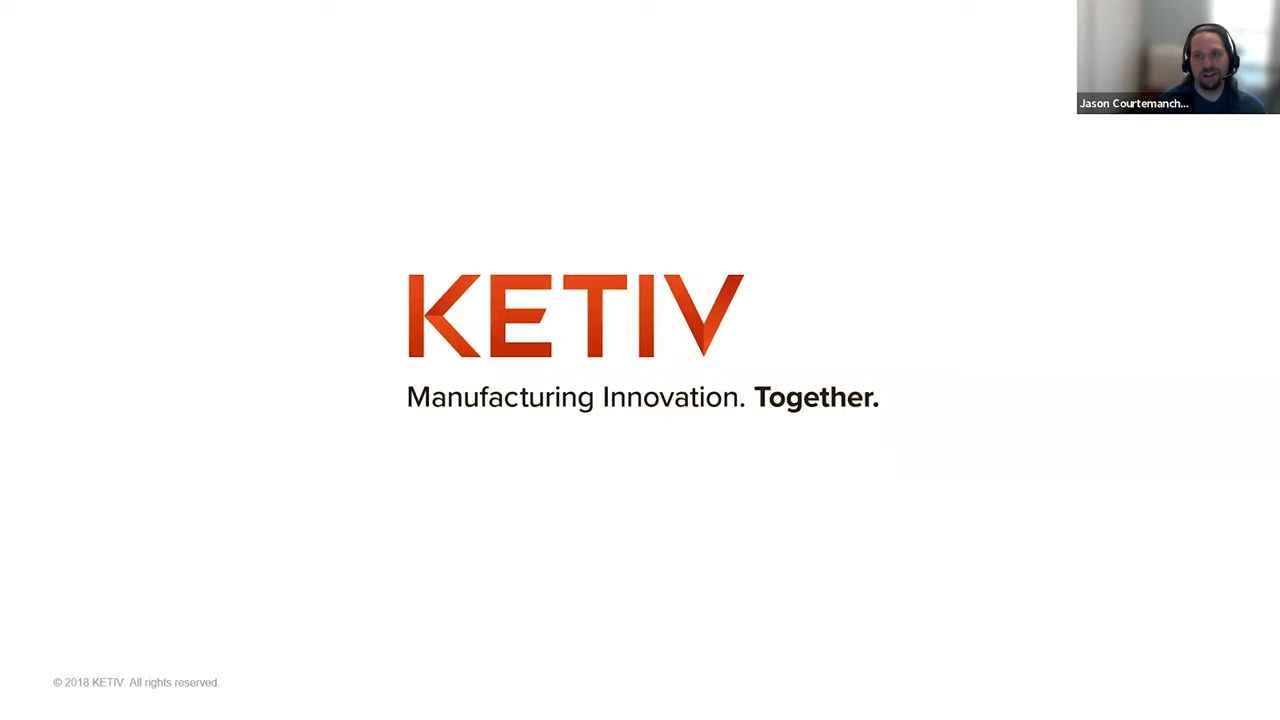 Jason Courtemanch...
KETIV
Manufacturing Innovation. Together.
© 2018 KETIV. All rights reserved.